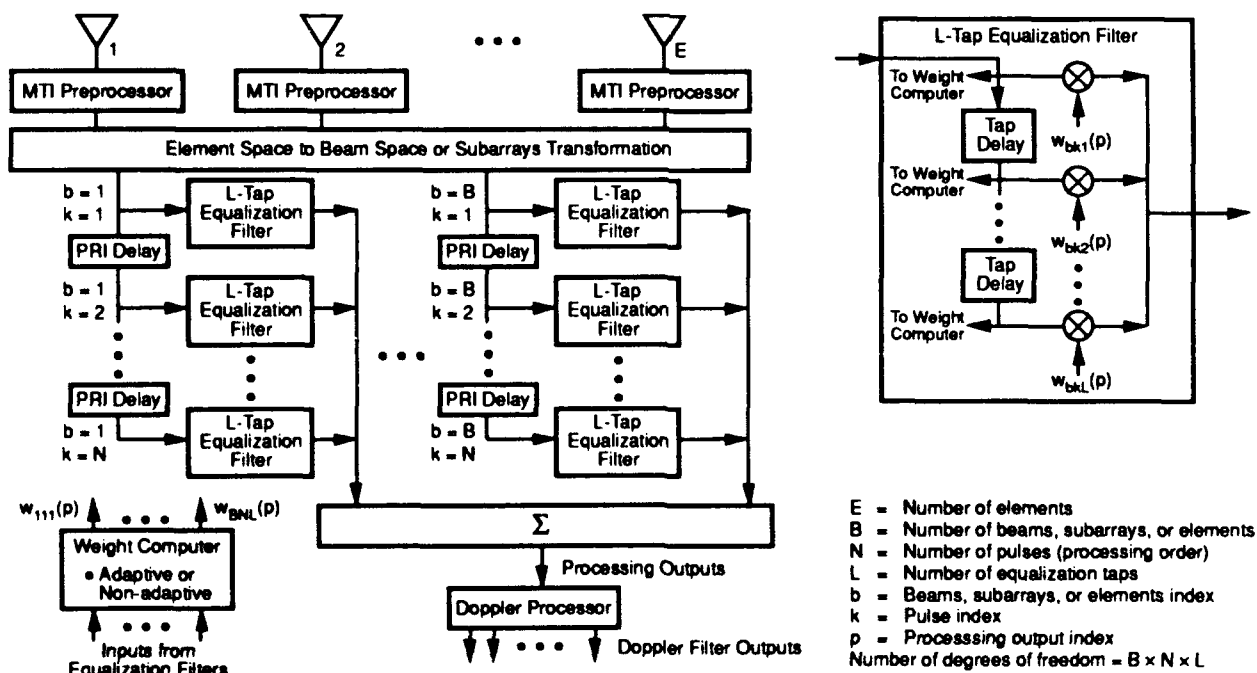 1
2
E
MTI Preprocessor
MTI Preprocessor
MTI Preprocessor
Element Space to Beam Space or Subarrays Transformation
b = 1
k = 1
L-Tap
Equalization
Filter
PRI Delay
b = 1
k = 2
L-Tap
Equalization
Filter
PRI Delay
b = 1
k = N
L-Tap
Equalization
Filter
b = B
k = 1
L-Tap
Equalization
Filter
PRI Delay
b = B
k = 2
L-Tap
Equalization
Filter
PRI Delay
b = B
k = N
L-Tap
Equalization
Filter
w111(p)
wBNL(p)
Weight Computer
• Adaptive or
Non-adaptive
Inputs from
Equalization Filters
Σ
Processing Outputs
Doppler Processor
Doppler Filter Outputs
L-Tap Equalization Filter
To Weight
Computer
Tap
Delay
wbk1(p)
To Weight
Computer
wbk2(p)
Tap
Delay
To Weight
Computer
wbkL(p)
E = Number of elements
B = Number of beams, subarrays, or elements
N = Number of pulses (processing order)
L = Number of equalization taps
b = Beams, subarrays, or elements index
k = Pulse index
p = Processsing output index
Number of degrees of freedom = B × N × L